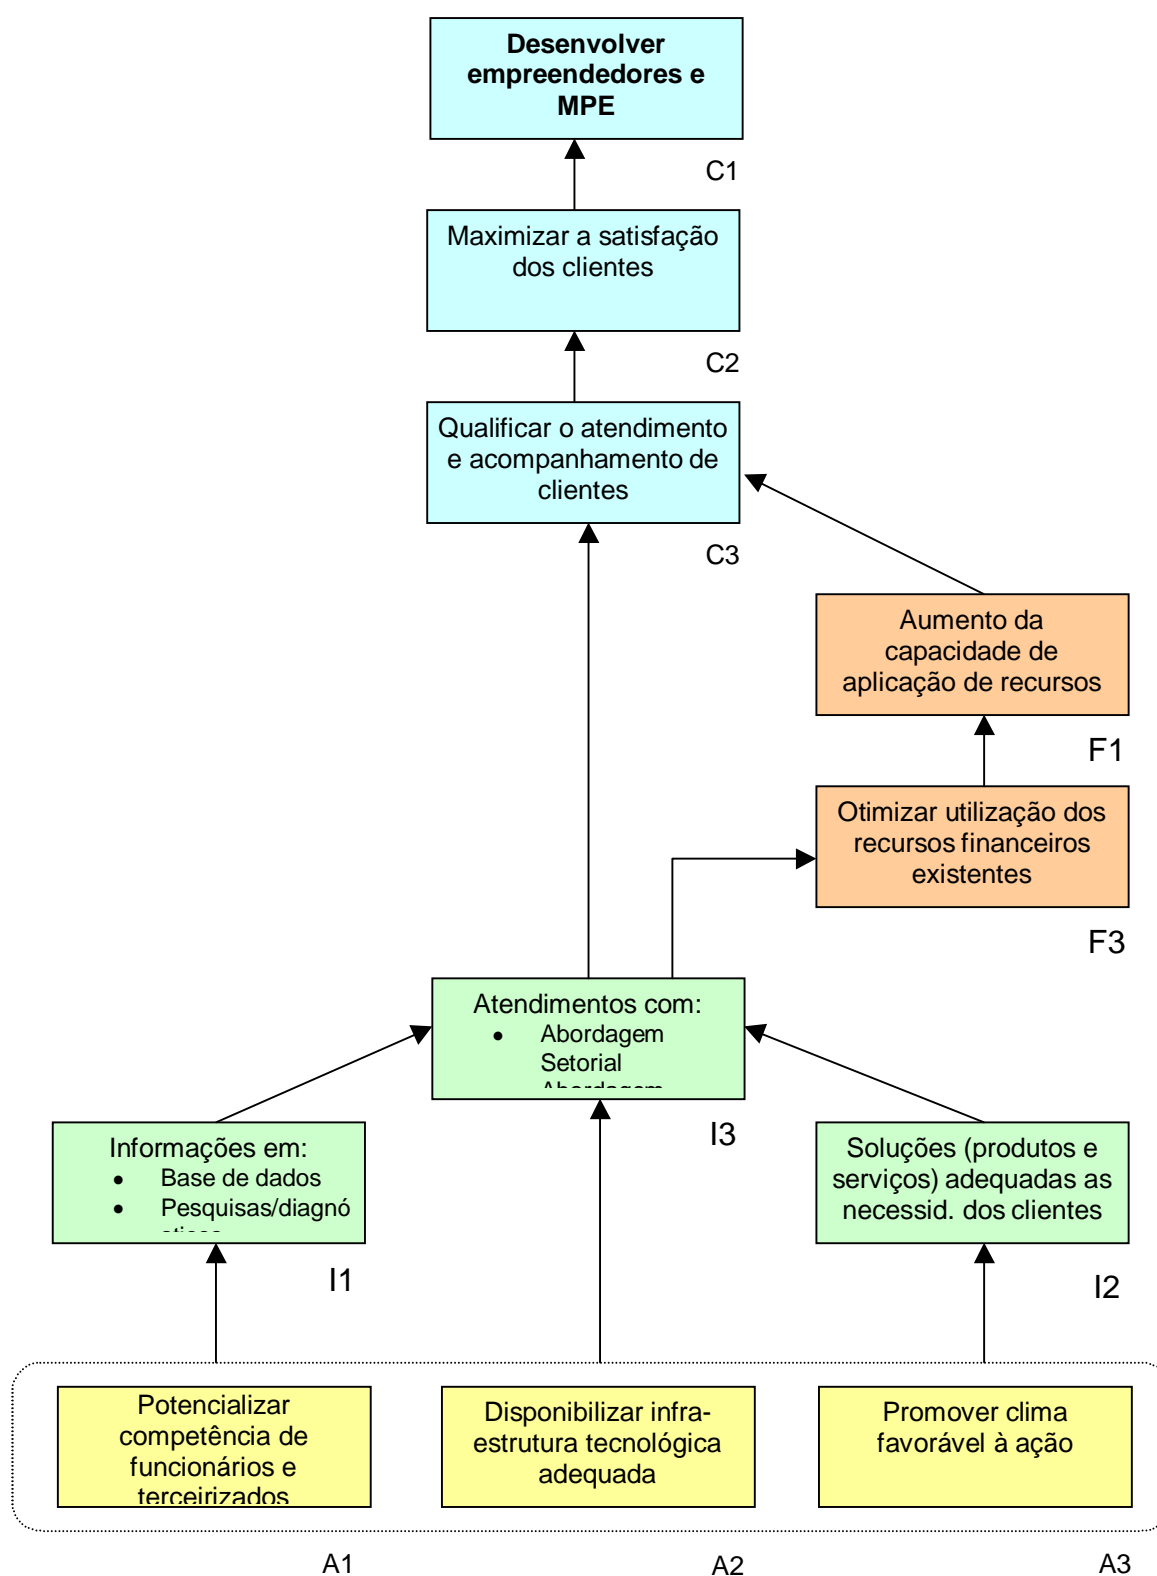 Desenvolver
empreendedores e
MPE
C1
Maximizar a satisfação
dos clientes
C2
Qualificar o atendimento
e acompanhamento de
clientes
C3
Aumento da
capacidade de
aplicação de recursos
F1
Otimizar utilização dos
recursos financeiros
existentes
F3
Atendimentos com:
• Abordagem
Setorial
Abordagem
I3
Informações em:
• Base de dados
• Pesquisas/diagnó
I1
Soluções (produtos e
serviços) adequadas as
necessid. dos clientes
I2
Potencializar
competência de
funcionários e
terceirizados
A1
Disponibilizar infra-
estrutura tecnológica
adequada
A2
Promover clima
favorável à ação
A3